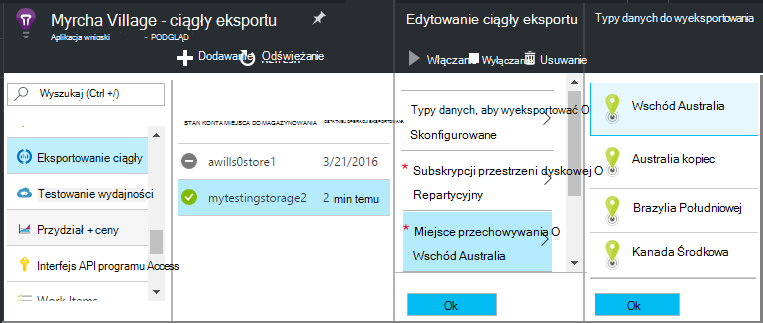 Myrcha Village - ciągły eksportu
Aplikacja wnioski - PODGLĄD
Dodawanie
Odświeżanie
Wyszukaj (Ctrl +/)
Eksportowanie ciągły
Testowanie wydajności
Przydział + ceny
Interfejs API programu Access
Work Items
STAN KONTA MIEJSCA DO MAGAZYNOWANIA
awills0store1 3/21/2016
mytestingstorage2 2 min temu
Edytowanie ciągły eksportu
Włączanie
Wyłączanie
Usuwanie
Typy danych, aby wyeksportować O
Skonfigurowane
* Subskrypcji przestrzeni dyskowej O
Repartycyjny
* Miejsce przechowywania O
Wschód Australia
Ok
Typy danych do wyeksportowania
Wschód Australia
Australia kopiec
Brazylia Południowej
Kanada Środkowa
Ok